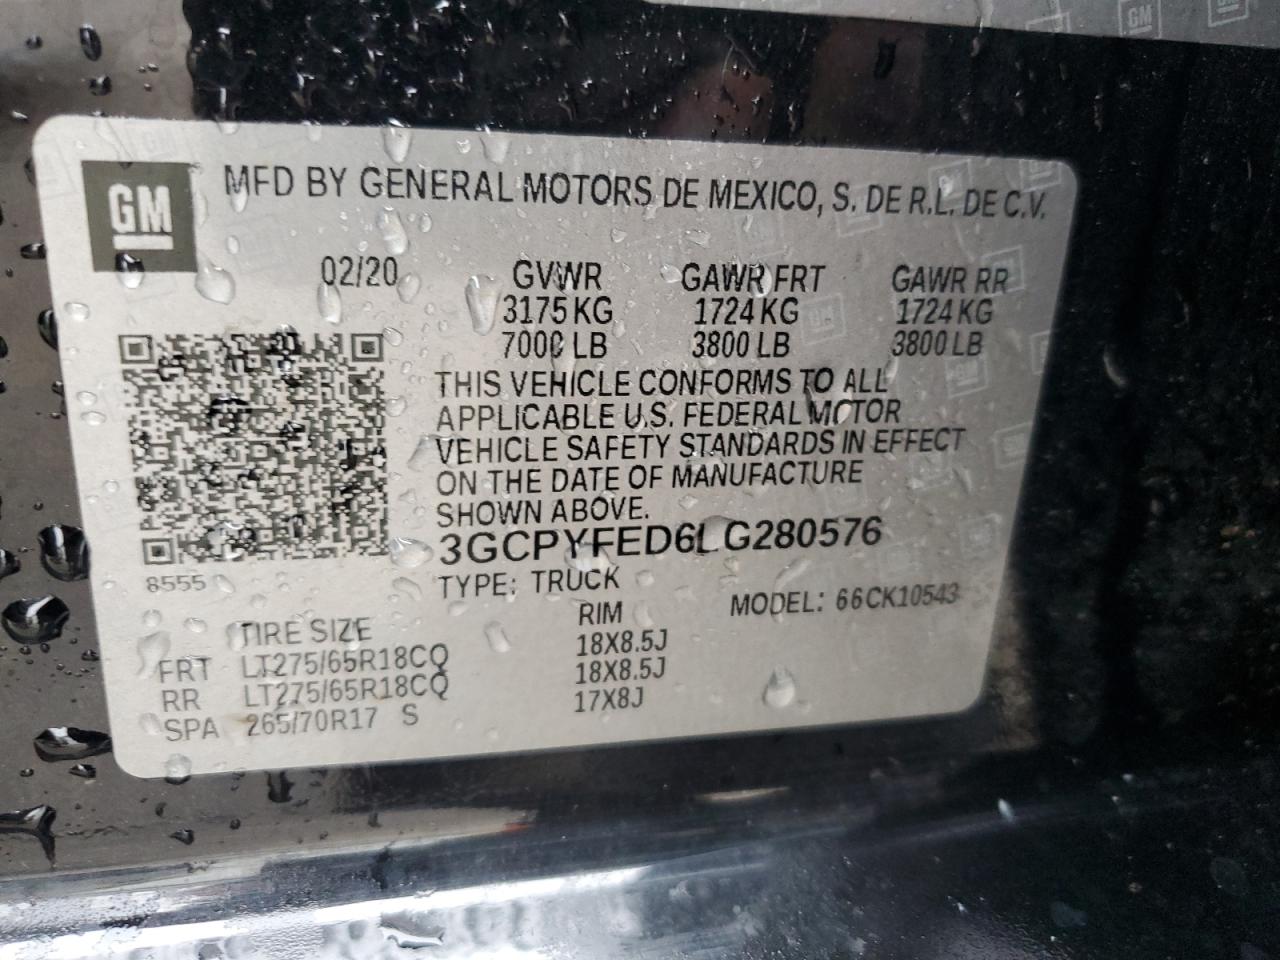 GM
MFD BY GENERAL MOTORS DE MEXICO, S. DE R.L. DE C.V.
02/20 GVWR GAWR FRT GAWR RR
3175 KG 1724 KG 1724 KG
7000 LB 3800 LB 3800 LB
THIS VEHICLE CONFORMS TO ALL
APPLICABLE U.S. FEDERAL MOTOR
VEHICLE SAFETY STANDARDS IN EFFECT
ON THE DATE OF MANUFACTURE
SHOWN ABOVE.
3GCPYFED6LG280576
8555 TYPE: TRUCK MODEL: 66CK10543
TIRE SIZE RIM
FRT LT275/65R18CQ 18X8.5J
RR LT275/65R18CQ 18X8.5J
SPA 265/70R17 S 17X8J